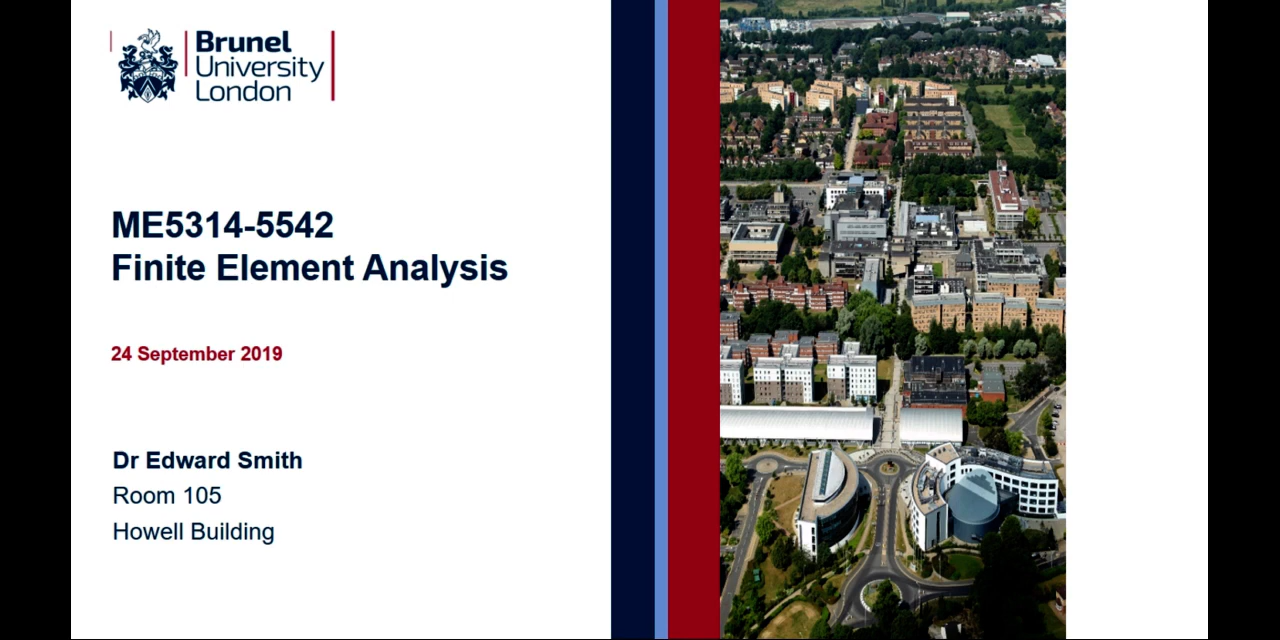 Brunel
University
London
ME5314-5542
Finite Element Analysis
24 September 2019
Dr Edward Smith
Room 105
Howell Building